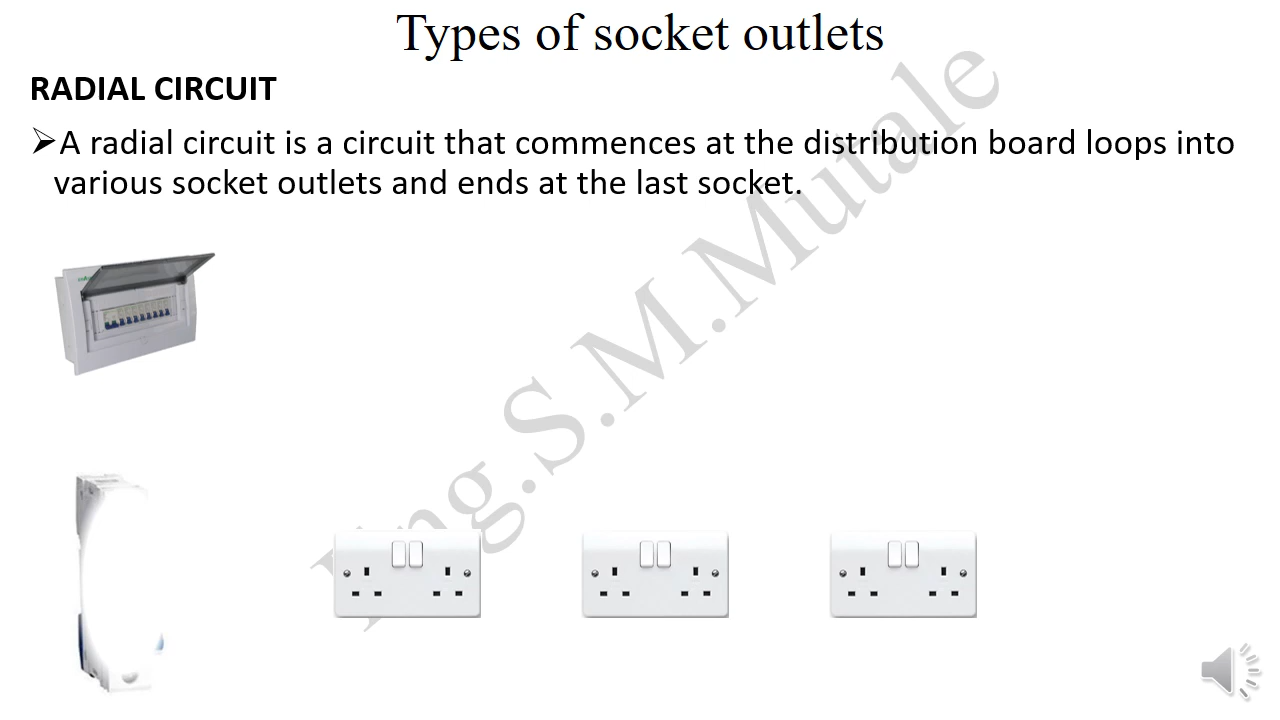 Types of socket outlets
RADIAL CIRCUIT
A radial circuit is a circuit that commences at the distribution board loops into
various socket outlets and ends at the last socket.
Eng.S.M.Mutale